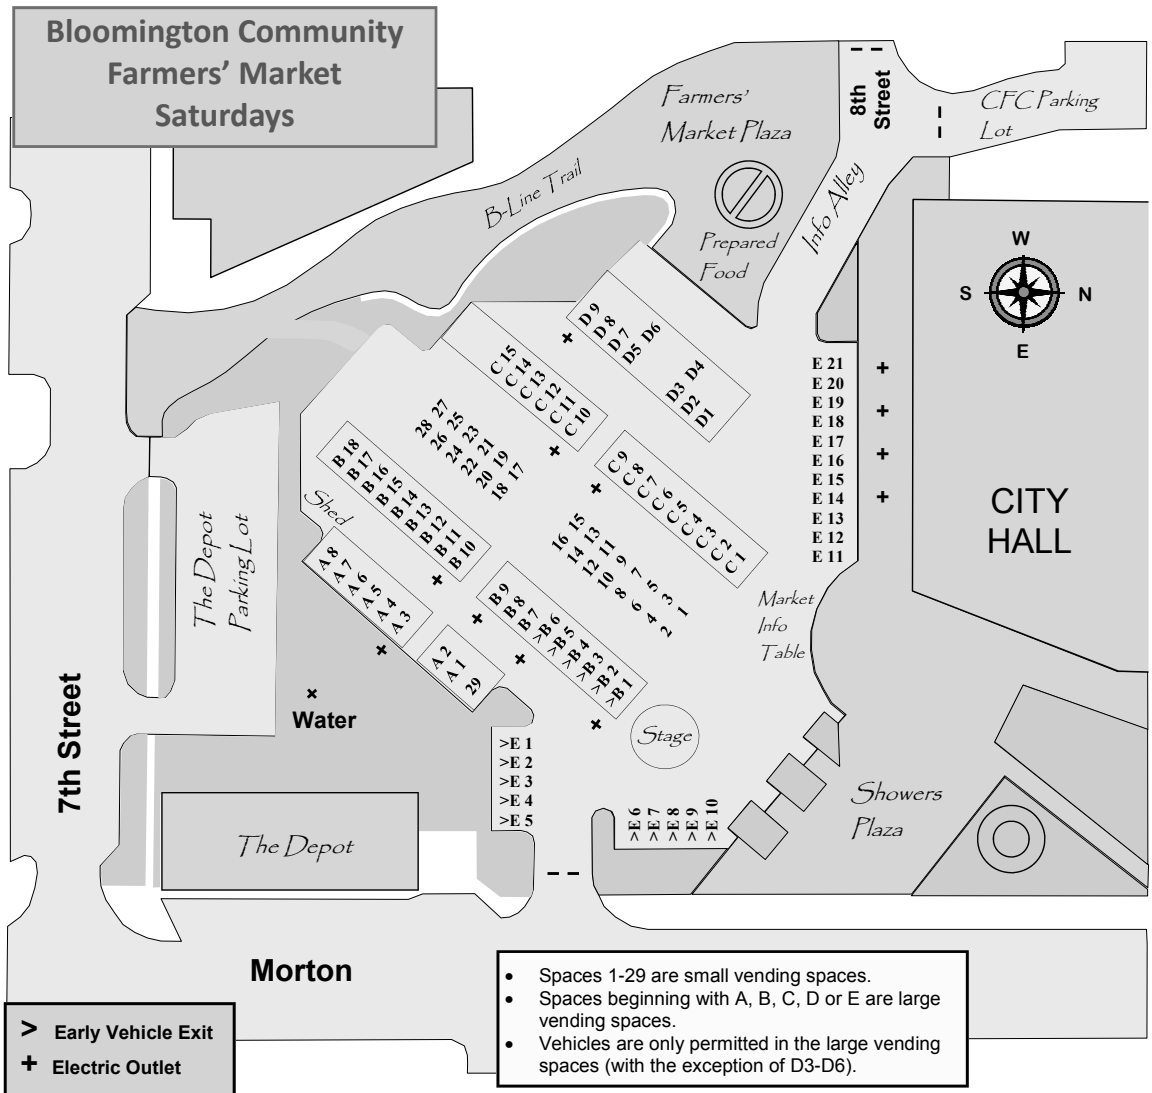 Bloomington Community
Farmers' Market
Saturdays
Farmers'
Market Plaza
8th
Street
CFC Parking
Lot
B-Line Trail
Info Alley
Prepared
Food
W
S
N
E
D 9
D 8
D 7
D5 D6
D3 D4
D2
D1
+
C 15
C 14
C 13
C 12
C 11
C 10
+
E 21 +
E 20
E 19 +
E 18
E 17 +
E 16
E 15
E 14 +
E 13
E 12
E 11
CITY
HALL
28 27
26 25
24 23
22 21
20 19
18 17
C 9
C 8
C 7
C 6
C 5
C 4
C 3
C 2
C 1
+
B 18
B 17
B 16
B 15
B 14
B 13
B 12
B 11
B 10
+
Shed
16 15
14 13
12 11
10 9
8 7
6 5
4 3
2 1
The Depot
Parking Lot
A 8
A 7
A 6
A 5
A 4
A 3
+
B 9
B 8
B 7
>B 6
>B 5
>B 4
>B 3
>B 2
>B 1
+
+
+
Market
Info
Table
A 2
A 1
29
+
Water
7th Street
Stage
>E 1
>E 2
>E 3
>E 4
>E 5
>E 6
>E 7
>E 8
>E 9
>E 10
Showers
Plaza
The Depot
Morton
> Early Vehicle Exit
+ Electric Outlet
• Spaces 1-29 are small vending spaces.
• Spaces beginning with A, B, C, D or E are large
vending spaces.
• Vehicles are only permitted in the large vending
spaces (with the exception of D3-D6).